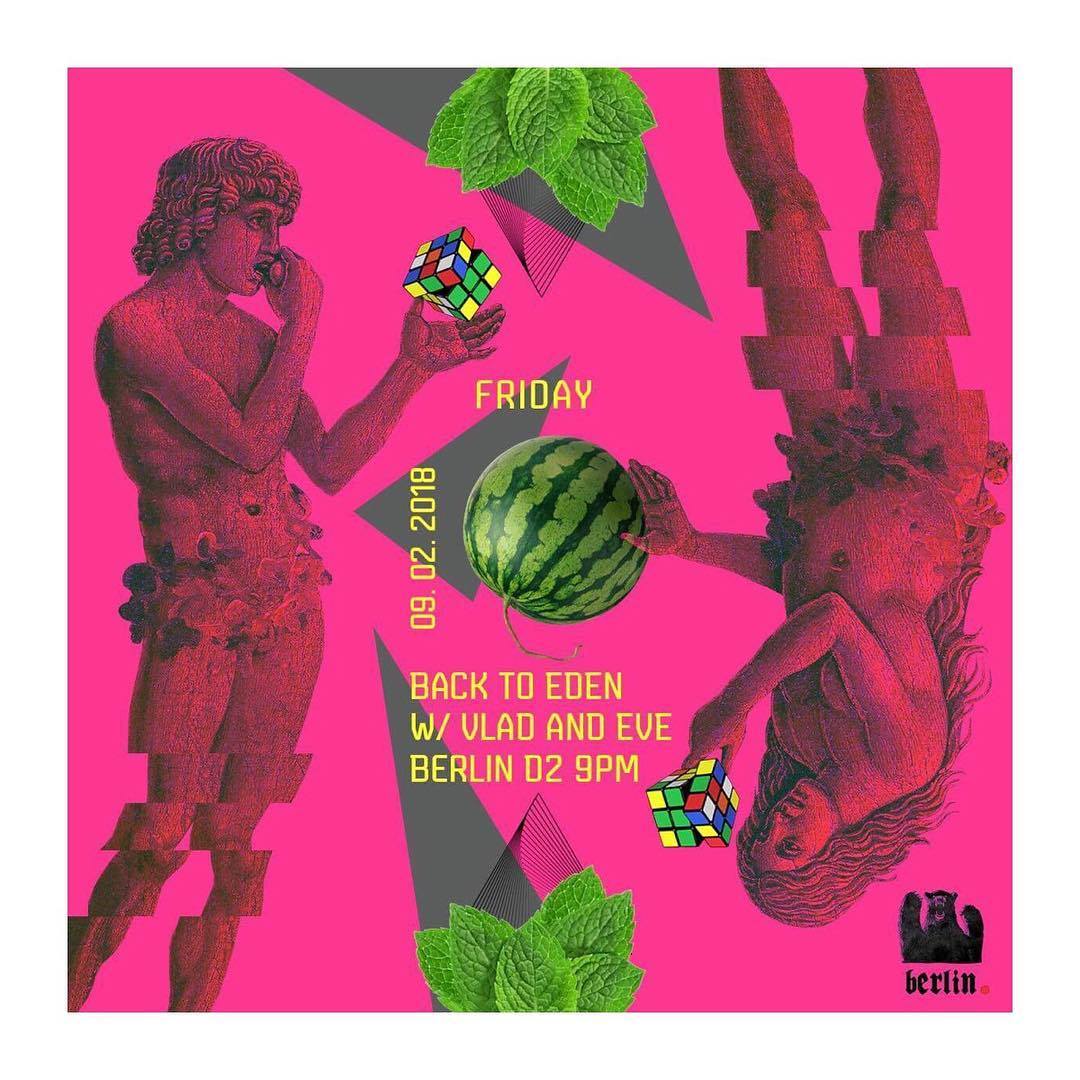 FRIDAY
09. 02. 2018
BACK TO EDEN
W/ VLAD AND EVE
BERLIN D2 9PM
berlin.